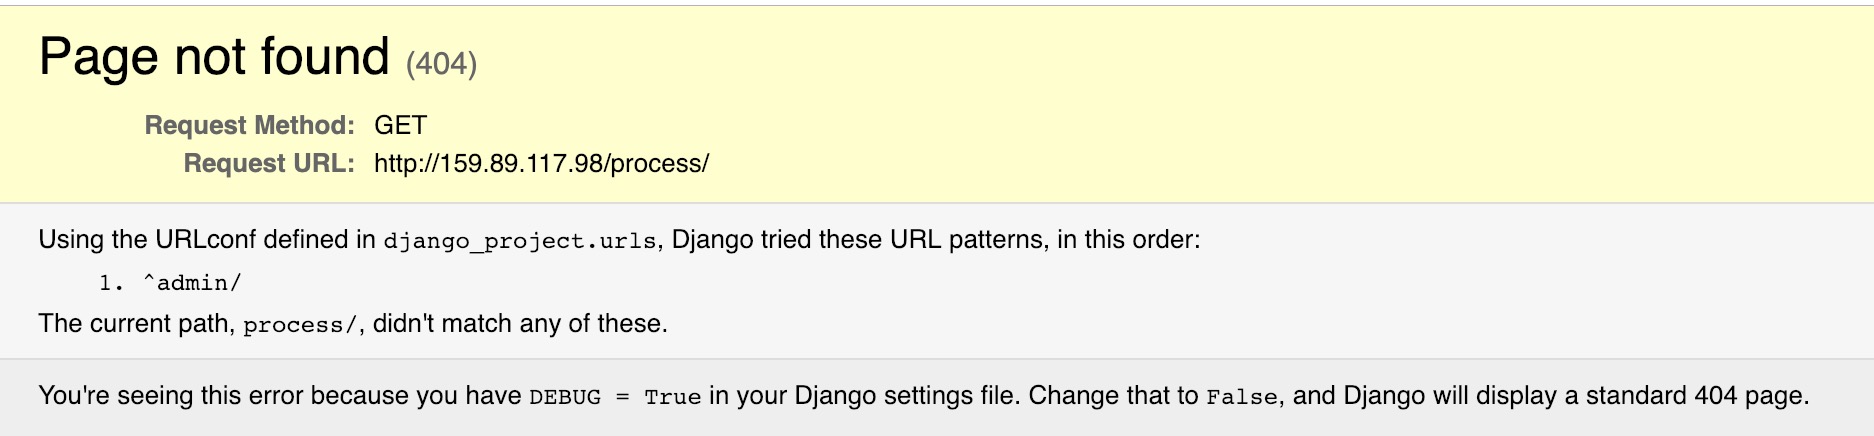 Page not found (404)
Request Method: GET
Request URL: http://159.89.117.98/process/
Using the URLconf defined in django_project.urls, Django tried these URL patterns, in this order:
1. ^admin/
The current path, process/, didn't match any of these.
You're seeing this error because you have DEBUG = True in your Django settings file. Change that to False, and Django will display a standard 404 page.